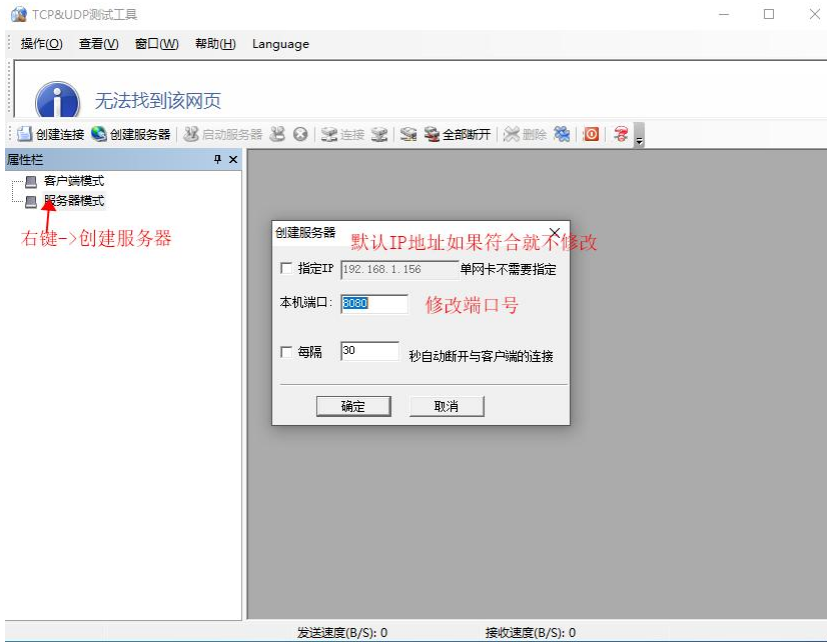 TCP&UDP测试工具
操作(O) 查看(V) 窗口(W) 帮助(H) Language
无法找到该网页
创建连接 创建服务器 启动服务器 连接 全部断开 删除
属性栏
客户端模式
服务器模式
右键->创建服务器
创建服务器
默认IP地址如果符合就不修改
指定IP 192.168.1.156 单网卡不需要指定
本机端口: 8080 修改端口号
每隔 30 秒自动断开与客户端的连接
确定 取消
发送速度(B/S): 0 接收速度(B/S): 0